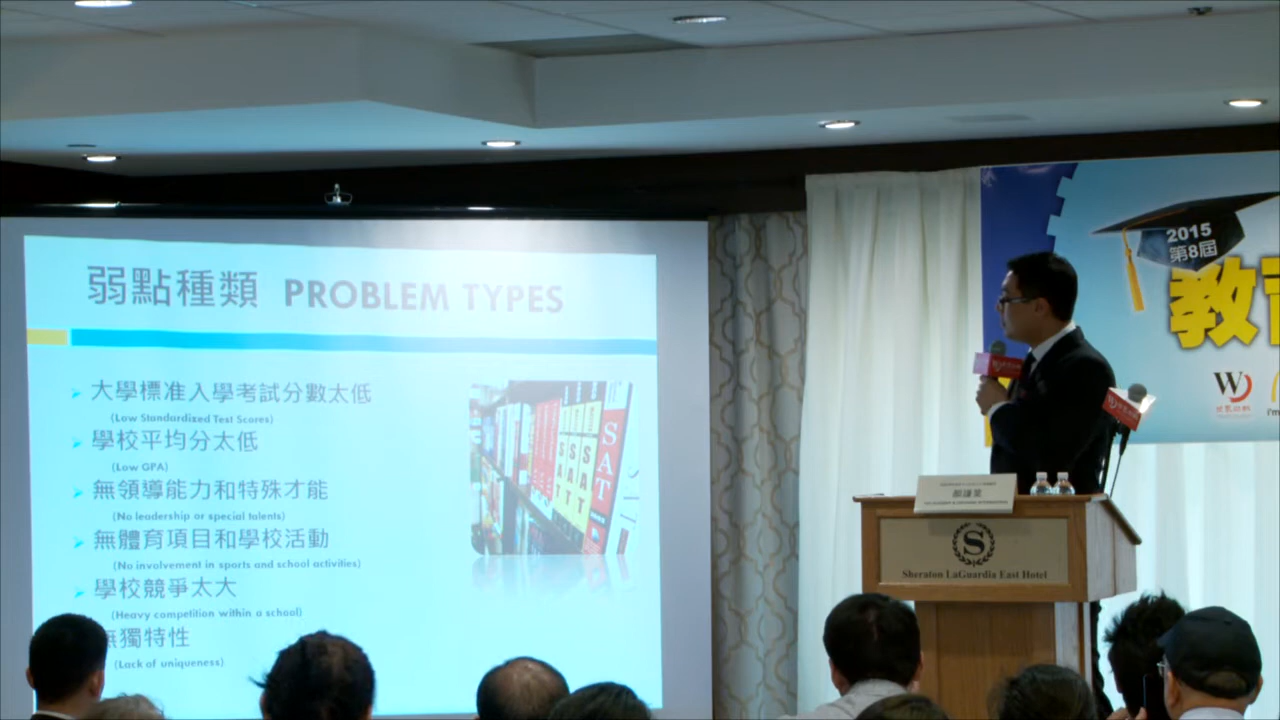 弱點種類 PROBLEM TYPES
大學標准入學考試分數太低
(Low Standardized Test Scores)
學校平均分太低
(Low GPA)
無領導能力和特殊才能
(No leadership or special talents)
無體育項目和學校活動
(No involvement in sports and school activities)
學校競爭太大
(Heavy competition within a school)
無獨特性
(Lack of uniqueness)
SAT
SAT
SAT
SAT
2015
第8屆
教育
W
i'm
S
Sheraton LaGuardia East Hotel